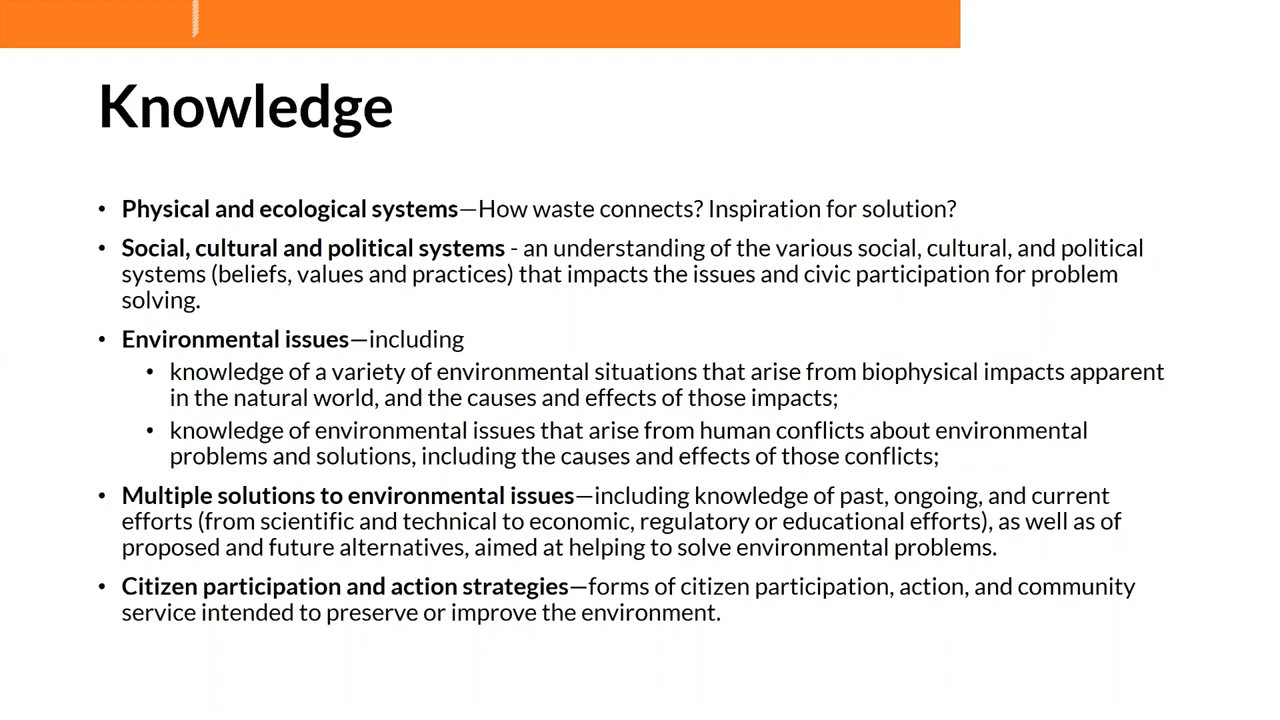 Knowledge
• Physical and ecological systems—How waste connects? Inspiration for solution?
• Social, cultural and political systems - an understanding of the various social, cultural, and political
systems (beliefs, values and practices) that impacts the issues and civic participation for problem
solving.
• Environmental issues—including
• knowledge of a variety of environmental situations that arise from biophysical impacts apparent
in the natural world, and the causes and effects of those impacts;
• knowledge of environmental issues that arise from human conflicts about environmental
problems and solutions, including the causes and effects of those conflicts;
• Multiple solutions to environmental issues—including knowledge of past, ongoing, and current
efforts (from scientific and technical to economic, regulatory or educational efforts), as well as of
proposed and future alternatives, aimed at helping to solve environmental problems.
• Citizen participation and action strategies—forms of citizen participation, action, and community
service intended to preserve or improve the environment.